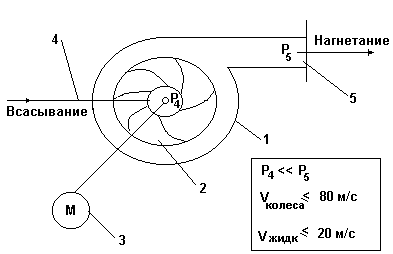 4
Всасывание
P4
P5
Нагнетание
5
1
2
М
3
P4 << P5
Vколеса ≤ 80 м/с
Vжидк ≤ 20 м/с